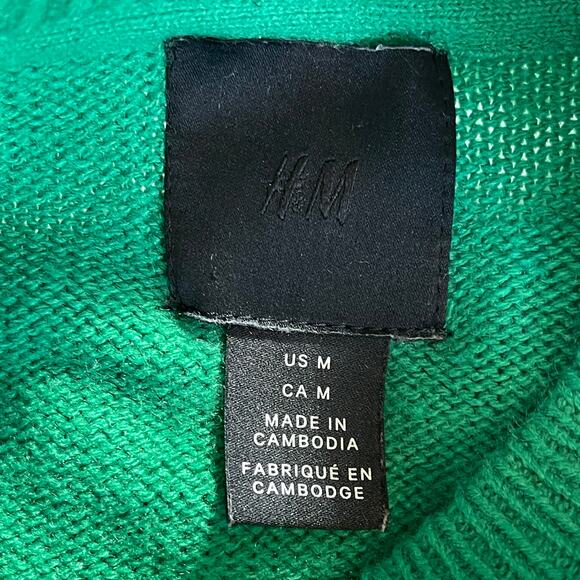 H&M
US M
CA M
MADE IN
CAMBODIA
FABRIQUÉ EN
CAMBODGE